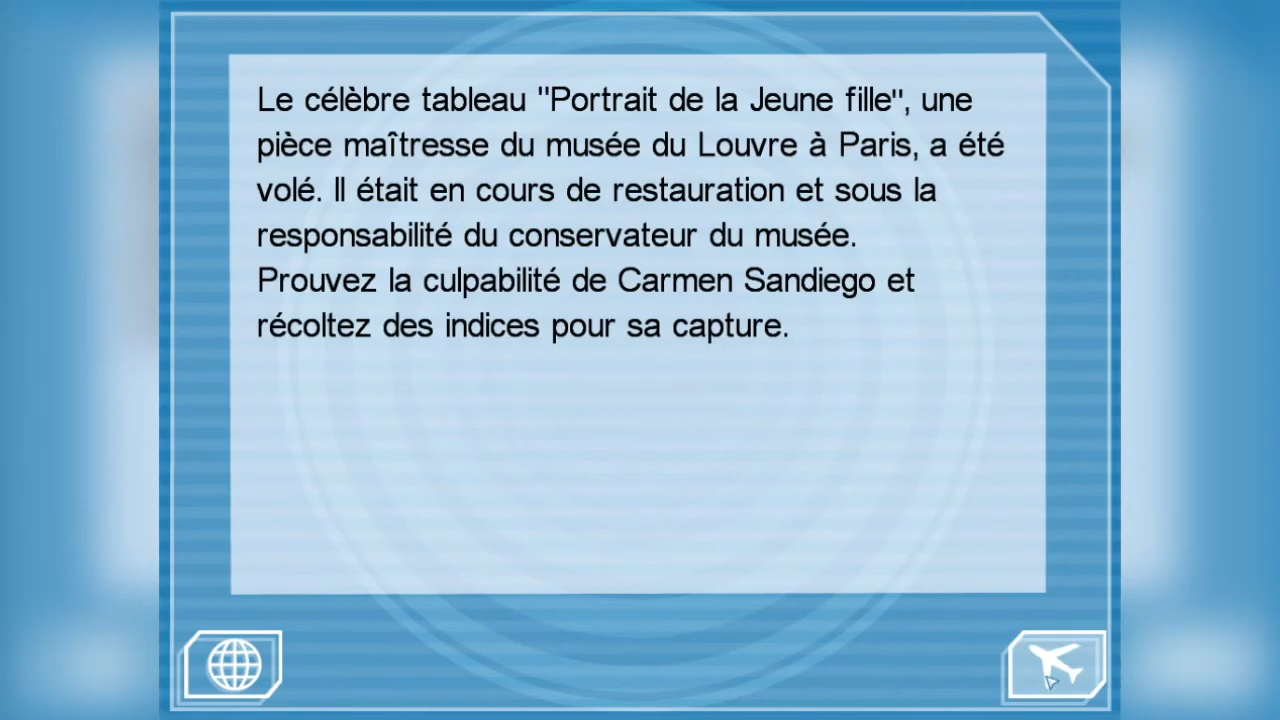 Le célèbre tableau "Portrait de la Jeune fille", une
pièce maîtresse du musée du Louvre à Paris, a été
volé. Il était en cours de restauration et sous la
responsabilité du conservateur du musée.
Prouvez la culpabilité de Carmen Sandiego et
récoltez des indices pour sa capture.